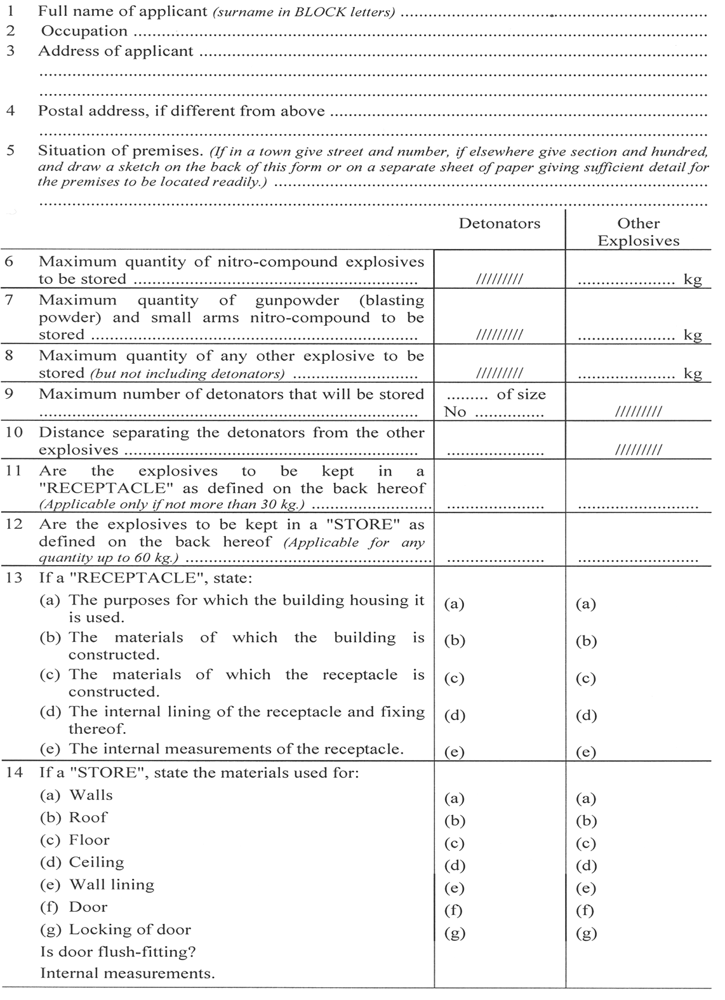 1 Full name of applicant (surname in BLOCK letters) ..............................
2 Occupation ..............................
3 Address of applicant ..............................
..............................
..............................
4 Postal address, if different from above ..............................
..............................
5 Situation of premises. (If in a town give street and number, if elsewhere give section and hundred,
and draw a sketch on the back of this form or on a separate sheet of paper giving sufficient detail for
the premises to be located readily.) ..............................
..............................
Detonators Other
Explosives
6 Maximum quantity of nitro-compound explosives
to be stored .............................. ///////// ..................... kg
7 Maximum quantity of gunpowder (blasting
powder) and small arms nitro-compound to be
stored .............................. ///////// ..................... kg
8 Maximum quantity of any other explosive to be
stored (but not including detonators) ........................... ///////// ..................... kg
9 Maximum number of detonators that will be stored ......... of size
.............................. No ............... /////////
10 Distance separating the detonators from the other
explosives .............................. ..................... /////////
11 Are the explosives to be kept in a
"RECEPTACLE" as defined on the back hereof
(Applicable only if not more than 30 kg.) .......................... ..................... ..........................
12 Are the explosives to be kept in a "STORE" as
defined on the back hereof (Applicable for any
quantity up to 60 kg.) .............................. ..................... ..........................
13 If a "RECEPTACLE", state:
(a) The purposes for which the building housing it (a) (a)
is used.
(b) The materials of which the building is (b) (b)
constructed.
(c) The materials of which the receptacle is (c) (c)
constructed.
(d) The internal lining of the receptacle and fixing (d) (d)
thereof.
(e) The internal measurements of the receptacle. (e) (e)
14 If a "STORE", state the materials used for:
(a) Walls (a) (a)
(b) Roof (b) (b)
(c) Floor (c) (c)
(d) Ceiling (d) (d)
(e) Wall lining (e) (e)
(f) Door (f) (f)
(g) Locking of door (g) (g)
Is door flush-fitting?
Internal measurements.